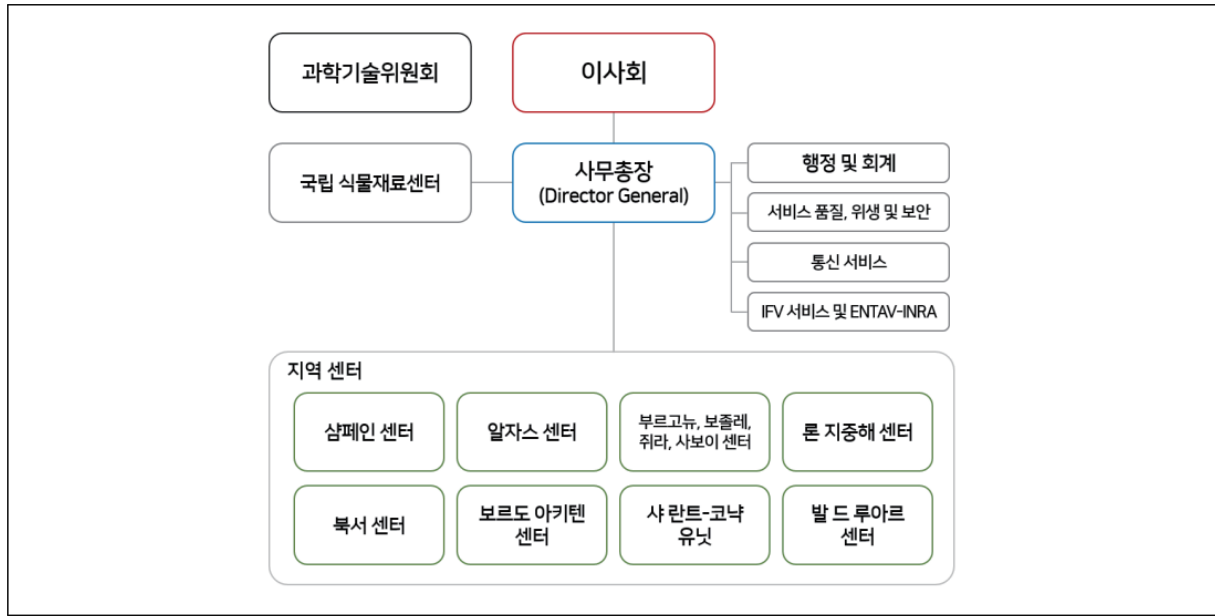 과학기술위원회
이사회
국립 식물재료센터
사무총장
(Director General)
행정 및 회계
서비스 품질, 위생 및 보안
통신 서비스
IFV 서비스 및 ENTAV-INRA
지역 센터
샴페인 센터
알자스 센터
부르고뉴, 보졸레,
쥐라, 사보이 센터
론 지중해 센터
북서 센터
보르도 아키텐
센터
샤 란트-코냑
유닛
발 드 루아르
센터